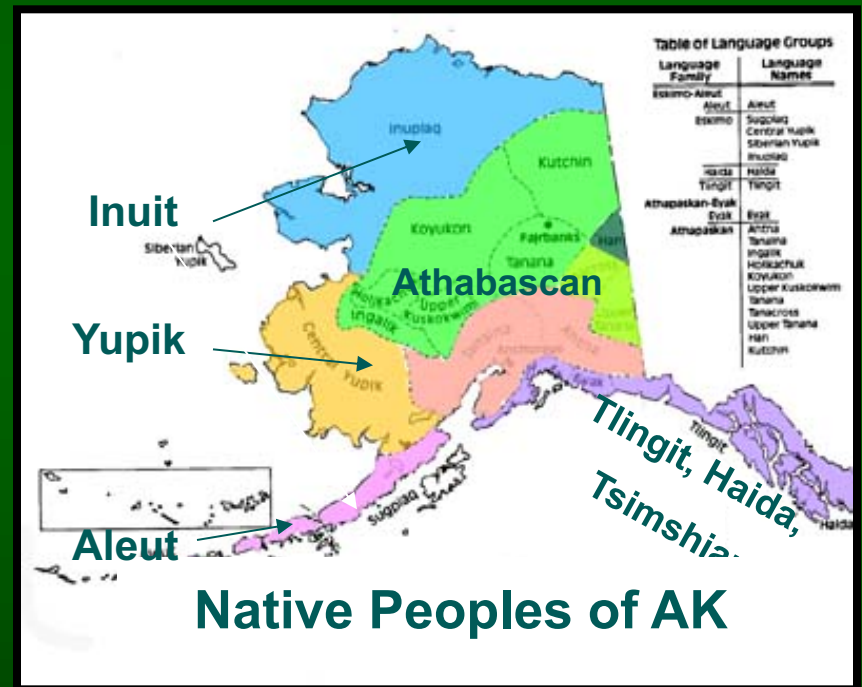 Table of Language Groups
Language Family
Language Names
Eskimo-Aleut
Aleut
Aleut
Eskimo
Sugpiaq
Central Yupik
Siberian Yupik
Inupiaq
Haida
Haida
Tlingit
Tlingit
Athapaskan-Eyak
Eyak
Eyak
Athapaskan
Ahtna
Tanaina
Ingalik
Holikachuk
Koyukon
Upper Kuskokwim
Tanana
Tanacross
Upper Tanana
Han
Kutchin
Inupiaq
Kutchin
Inuit
Koyukon
Siberian
Yupik
Fairbanks
Han
Tanana
Athabascan
Upper
Kuskokwim
Ingalik
Yupik
Central Yupik
Eyak
Tlingit
Tlingit, Haida,
Haida
Sugpiaq
Aleut
Native Peoples of AK